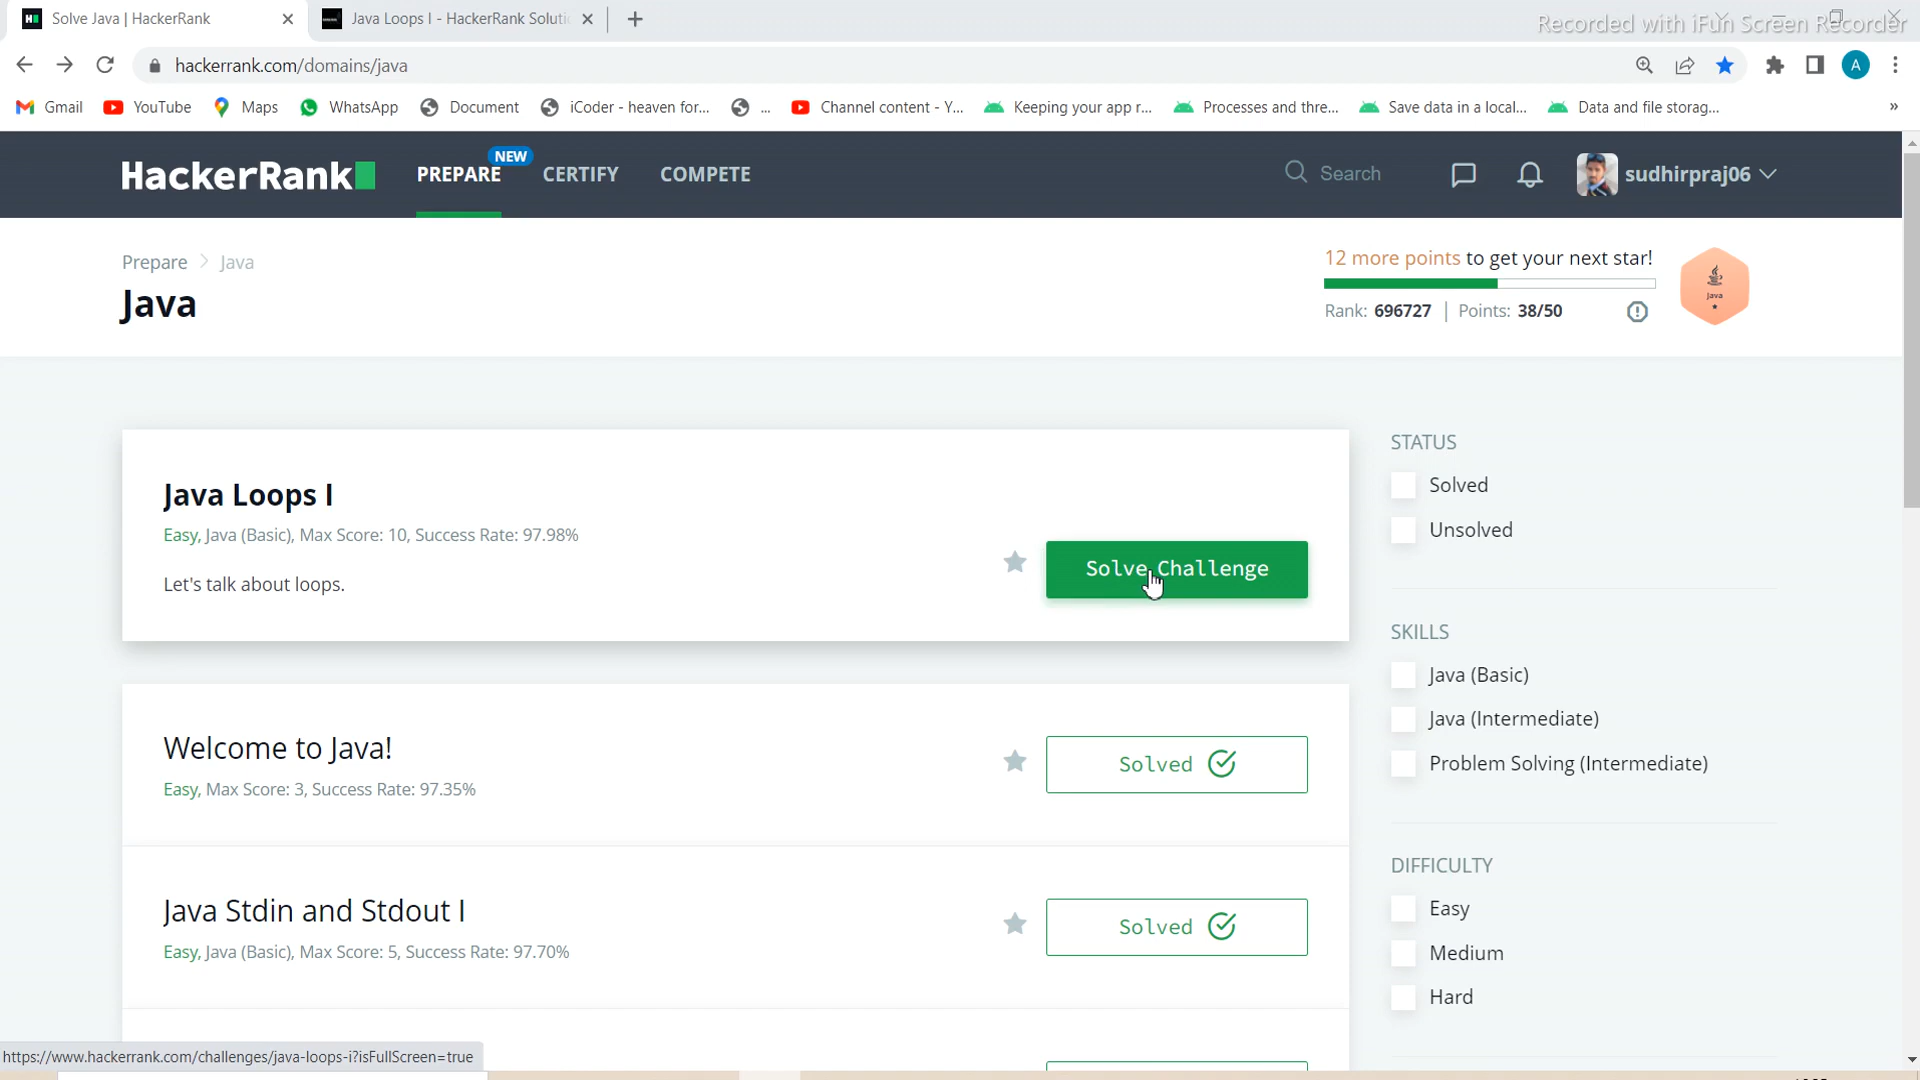 Solve Java | HackerRank
Java Loops I - HackerRank Soluti
Recorded with iFun Screen Recorder
hackerrank.com/domains/java
A
Gmail
YouTube
Maps
WhatsApp
Document
iCoder - heaven for...
...
Channel content - Y...
Keeping your app r...
Processes and thre...
Save data in a local...
Data and file storag...
»
HackerRank
PREPARE
NEW
CERTIFY
COMPETE
Search
sudhirpraj06
Prepare > Java
Java
12 more points to get your next star!
Rank: 696727 | Points: 38/50
Java
Java Loops I
Easy, Java (Basic), Max Score: 10, Success Rate: 97.98%
Let's talk about loops.
Solve Challenge
Welcome to Java!
Easy, Max Score: 3, Success Rate: 97.35%
Solved
Java Stdin and Stdout I
Easy, Java (Basic), Max Score: 5, Success Rate: 97.70%
Solved
STATUS
Solved
Unsolved
SKILLS
Java (Basic)
Java (Intermediate)
Problem Solving (Intermediate)
DIFFICULTY
Easy
Medium
Hard
https://www.hackerrank.com/challenges/java-loops-i?isFullScreen=true